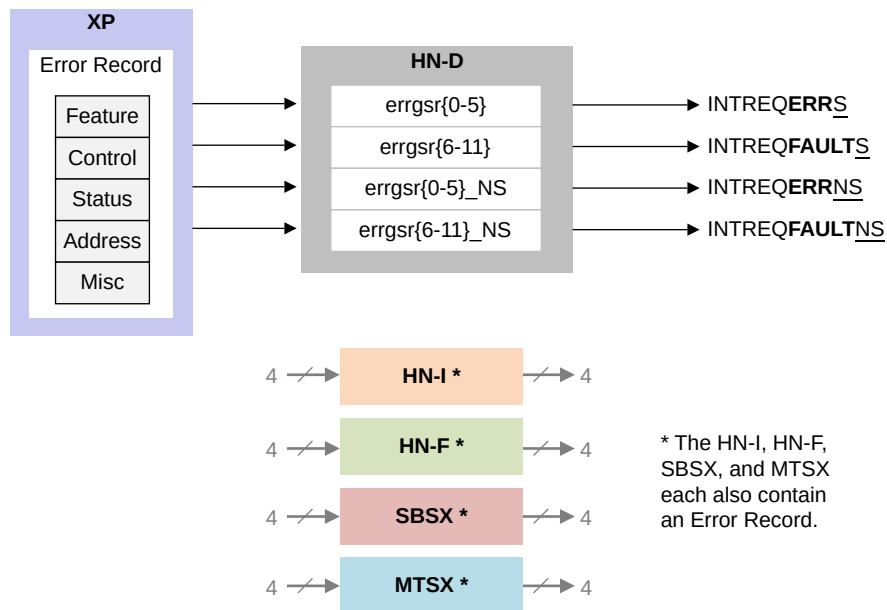 XP
Error Record
Feature
Control
Status
Address
Misc
HN-D
errgsr{0-5}
errgsr{6-11}
errgsr{0-5}_NS
errgsr{6-11}_NS
INTREQERRS
INTREQFAULTS
INTREQERRNS
INTREQFAULTNS
4 HN-I * 4
4 HN-F * 4
4 SBSX * 4
4 MTSX * 4
* The HN-I, HN-F,
SBSX, and MTSX
each also contain
an Error Record.